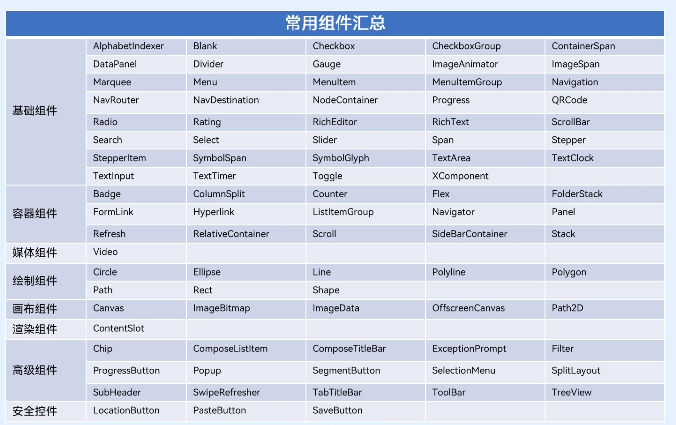 常用组件汇总
基础组件
AlphabetIndexer Blank Checkbox CheckboxGroup ContainerSpan
DataPanel Divider Gauge ImageAnimator ImageSpan
Marquee Menu MenuItem MenuItemGroup Navigation
NavRouter NavDestination NodeContainer Progress QRCode
Radio Rating RichEditor RichText ScrollBar
Search Select Slider Span Stepper
StepperItem SymbolSpan SymbolGlyph TextArea TextClock
TextInput TextTimer Toggle XComponent
容器组件
Badge ColumnSplit Counter Flex FolderStack
FormLink Hyperlink ListItemGroup Navigator Panel
Refresh RelativeContainer Scroll SideBarContainer Stack
媒体组件 Video
绘制组件
Circle Ellipse Line Polyline Polygon
Path Rect Shape
画布组件 Canvas ImageBitmap ImageData OffscreenCanvas Path2D
渲染组件 ContentSlot
高级组件
Chip ComposeListItem ComposeTitleBar ExceptionPrompt Filter
ProgressButton Popup SegmentButton SelectionMenu SplitLayout
SubHeader SwipeRefresher TabTitleBar ToolBar TreeView
安全控件 LocationButton PasteButton SaveButton